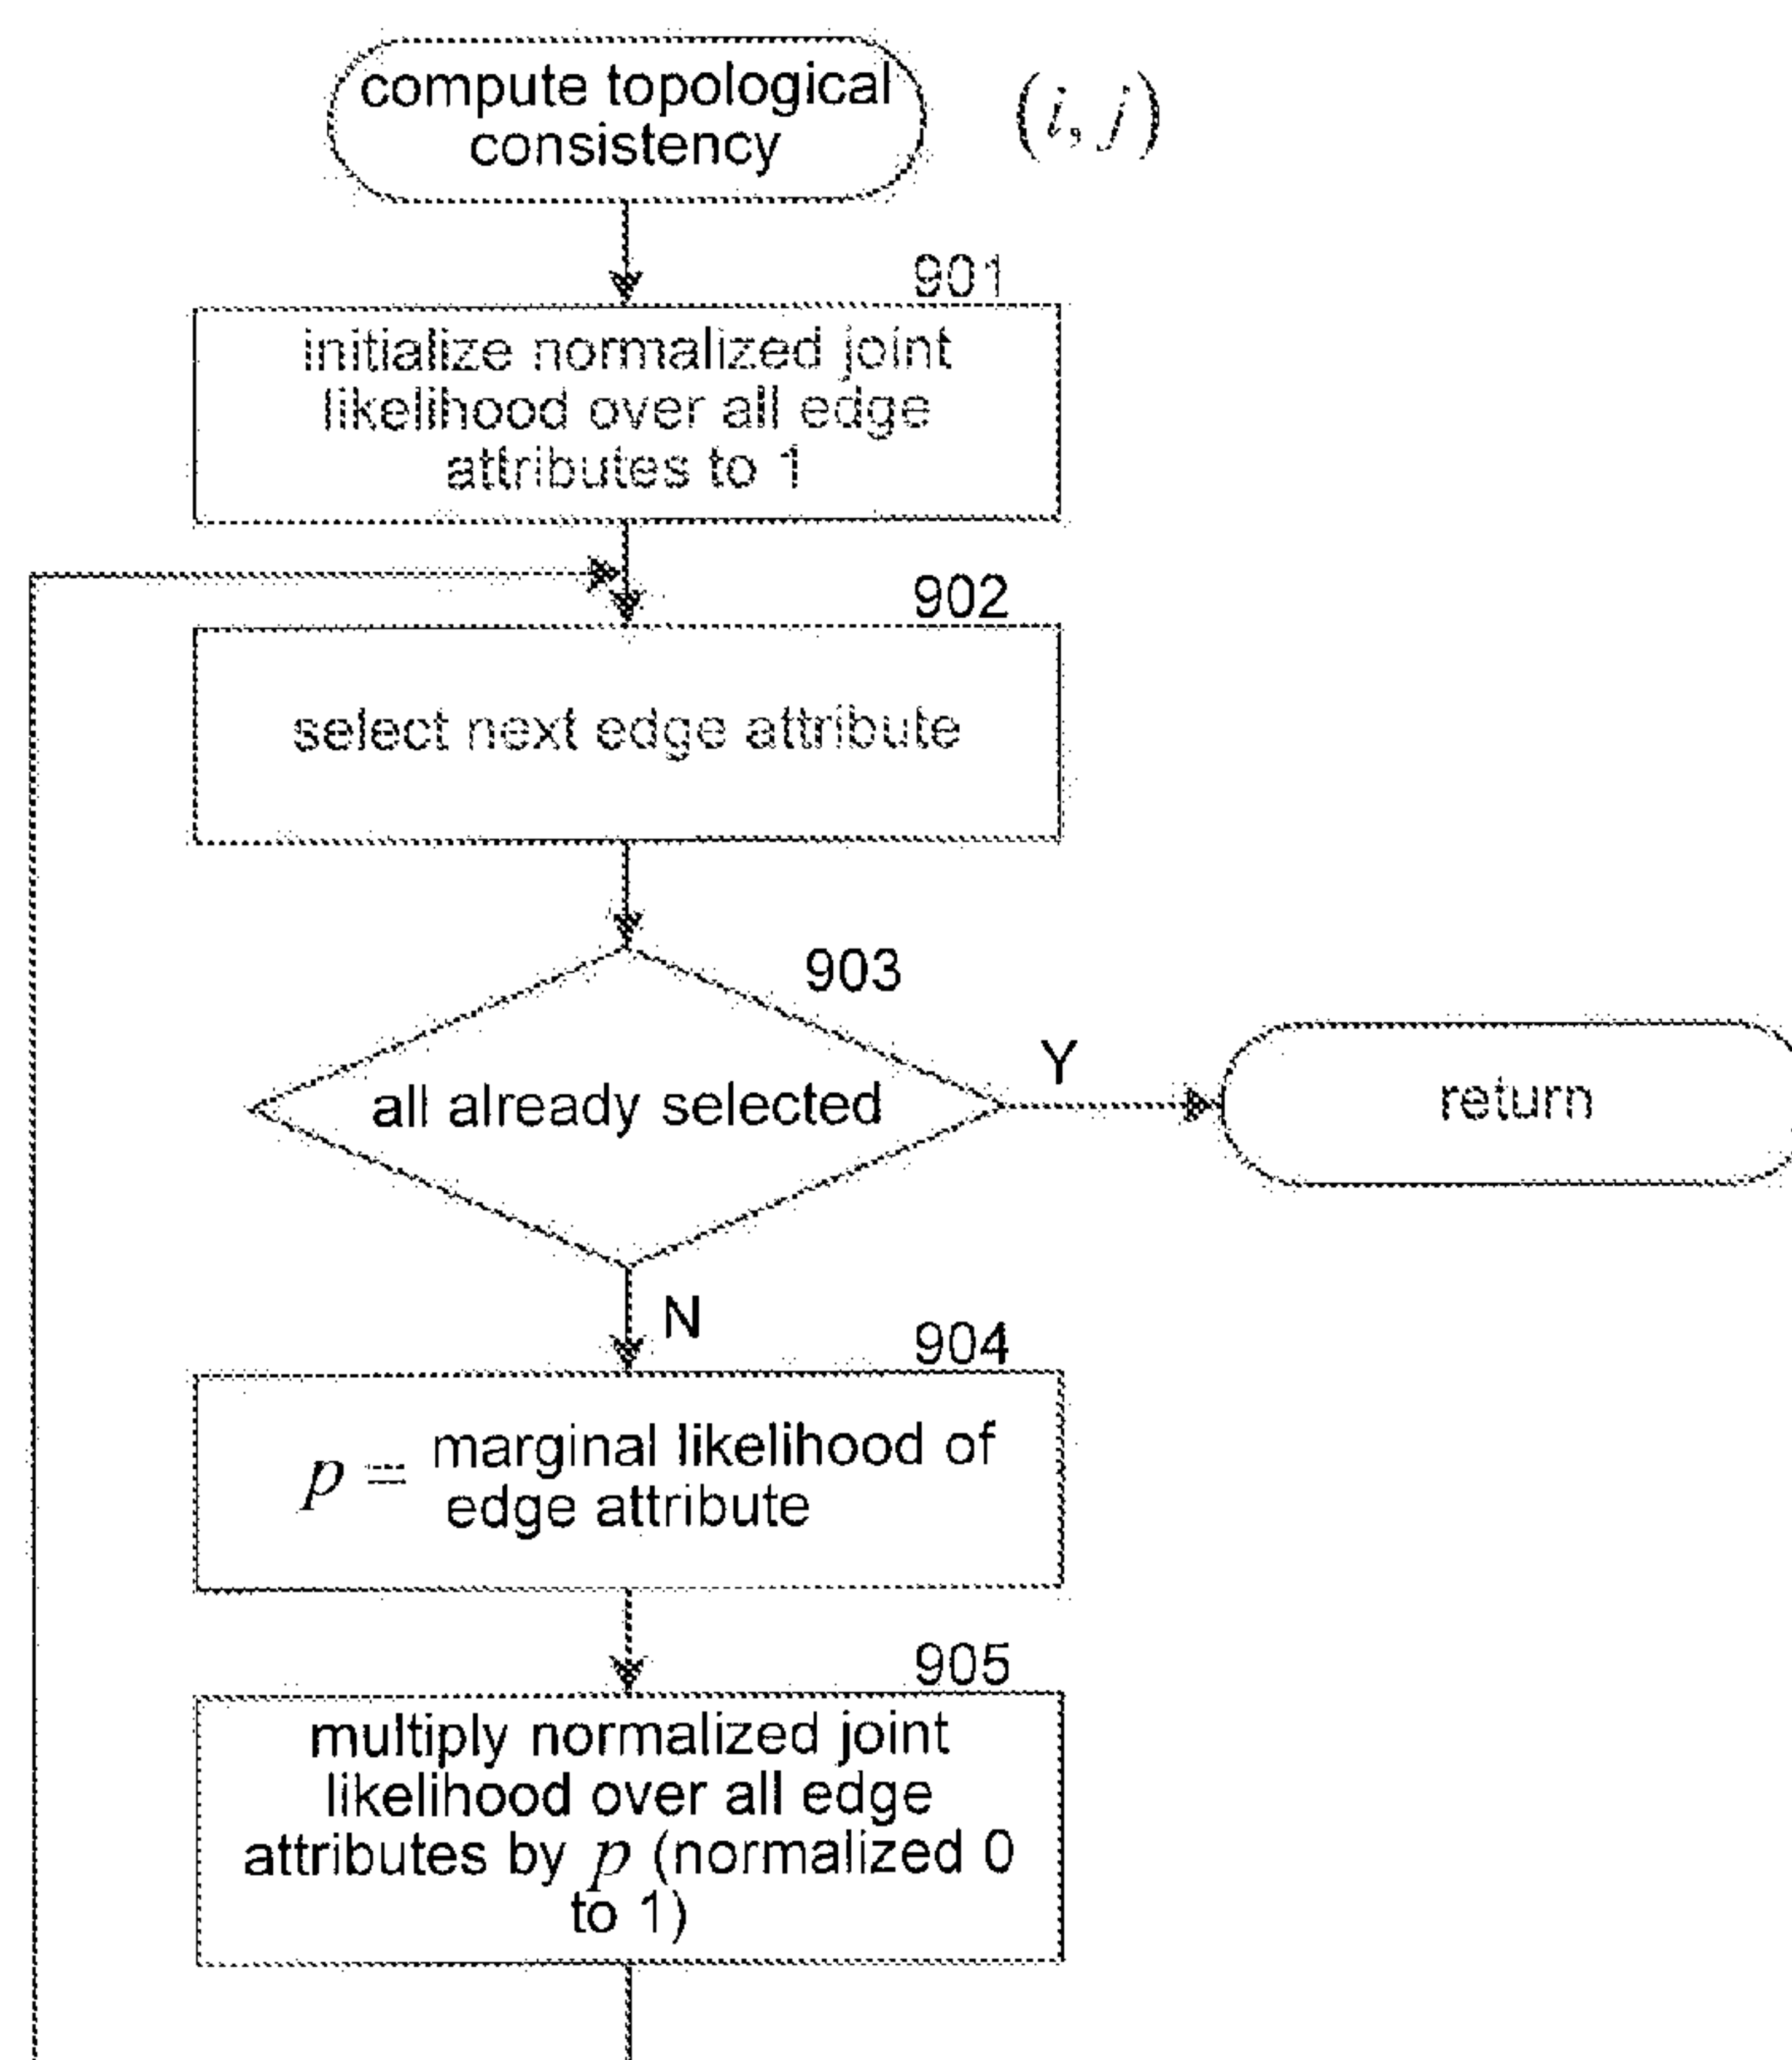 compute topological
consistency
(i, j)
901
initialize normalized joint
likelihood over all edge
attributes to 1
902
select next edge attribute
903
all already selected
Y
return
N
904
p = marginal likelihood of
edge attribute
905
multiply normalized joint
likelihood over all edge
attributes by p (normalized 0
to 1)